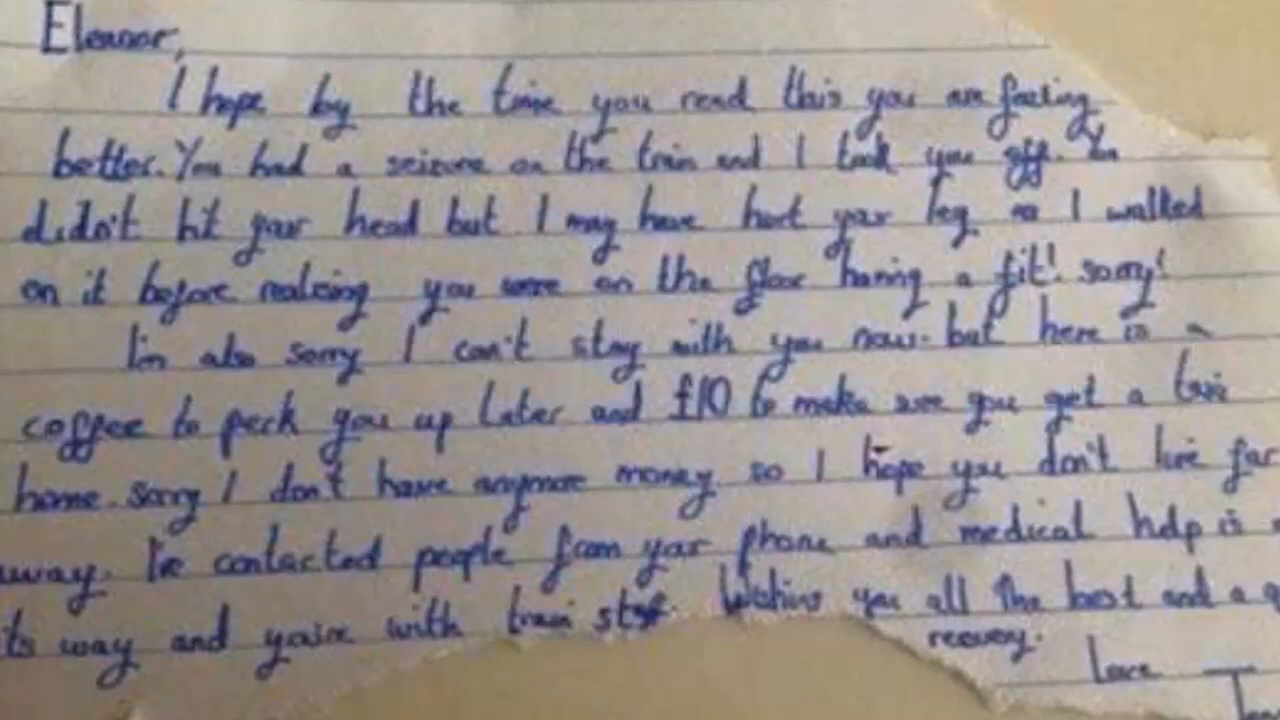 Eleanor,
I hope by the time you read this you are feeling
better. You had a seizure on the train and I took you off. You
didn't hit your head but I may have hurt your leg as I walked
on it before realising you were on the floor having a fit! sorry!
I'm also sorry I can't stay with you now. but here is a
coffee to peck you up later and £10 to make sure you get a taxi
home. sorry I don't have anymore money so I hope you don't live far
away. I've contacted people from your phone and medical help is
its way and you're with train staff. Wishing you all the best and a
recovery.
Love